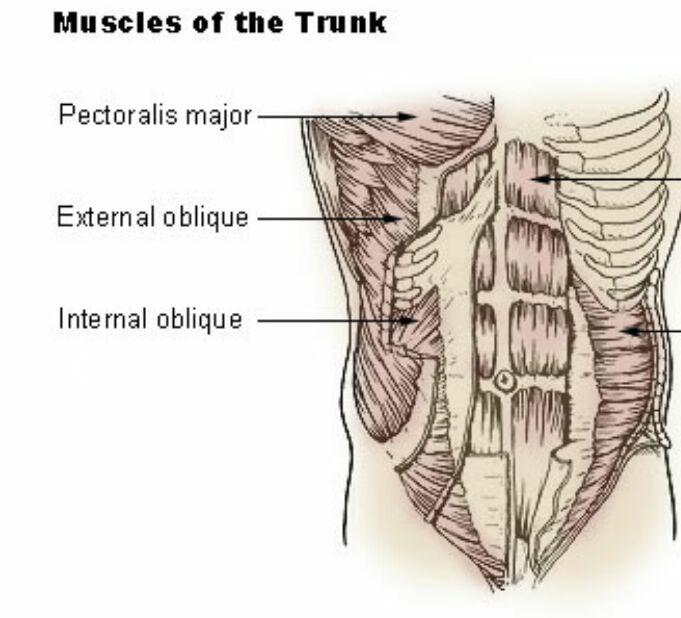 Muscles of the Trunk
Pectoralis major
External oblique
Internal oblique